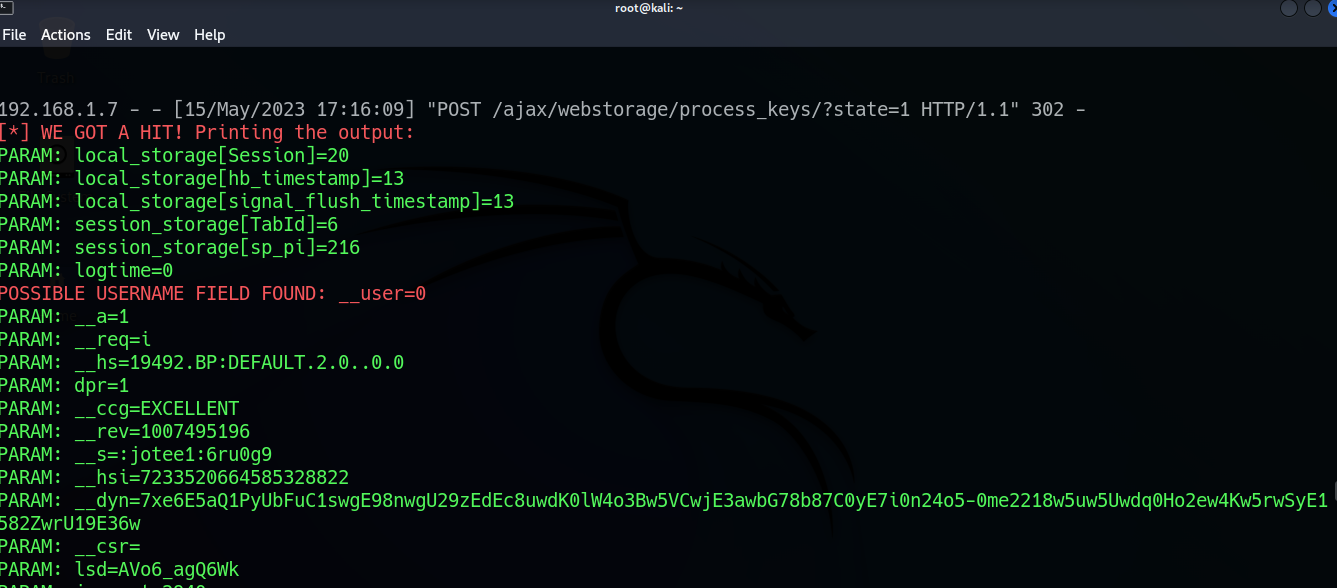 root@kali: ~
File Actions Edit View Help
Trash
192.168.1.7 - - [15/May/2023 17:16:09] "POST /ajax/webstorage/process_keys/?state=1 HTTP/1.1" 302 -
[*] WE GOT A HIT! Printing the output:
PARAM: local_storage[Session]=20
PARAM: local_storage[hb_timestamp]=13
PARAM: local_storage[signal_flush_timestamp]=13
PARAM: session_storage[TabId]=6
PARAM: session_storage[sp_pi]=216
PARAM: logtime=0
POSSIBLE USERNAME FIELD FOUND: __user=0
PARAM: __a=1
PARAM: __req=i
PARAM: __hs=19492.BP:DEFAULT.2.0..0.0
PARAM: dpr=1
PARAM: __ccg=EXCELLENT
PARAM: __rev=1007495196
PARAM: __s=:jotee1:6ru0g9
PARAM: __hsi=7233520664585328822
PARAM: __dyn=7xe6E5aQ1PyUbFuC1swgE98nwgU29zEdEc8uwdK0lW4o3Bw5VCwjE3awbG78b87C0yE7i0n24o5-0me2218w5uw5Uwdq0Ho2ew4Kw5rwSyE1
582ZwrU19E36w
PARAM: __csr=
PARAM: lsd=AVo6_agQ6Wk